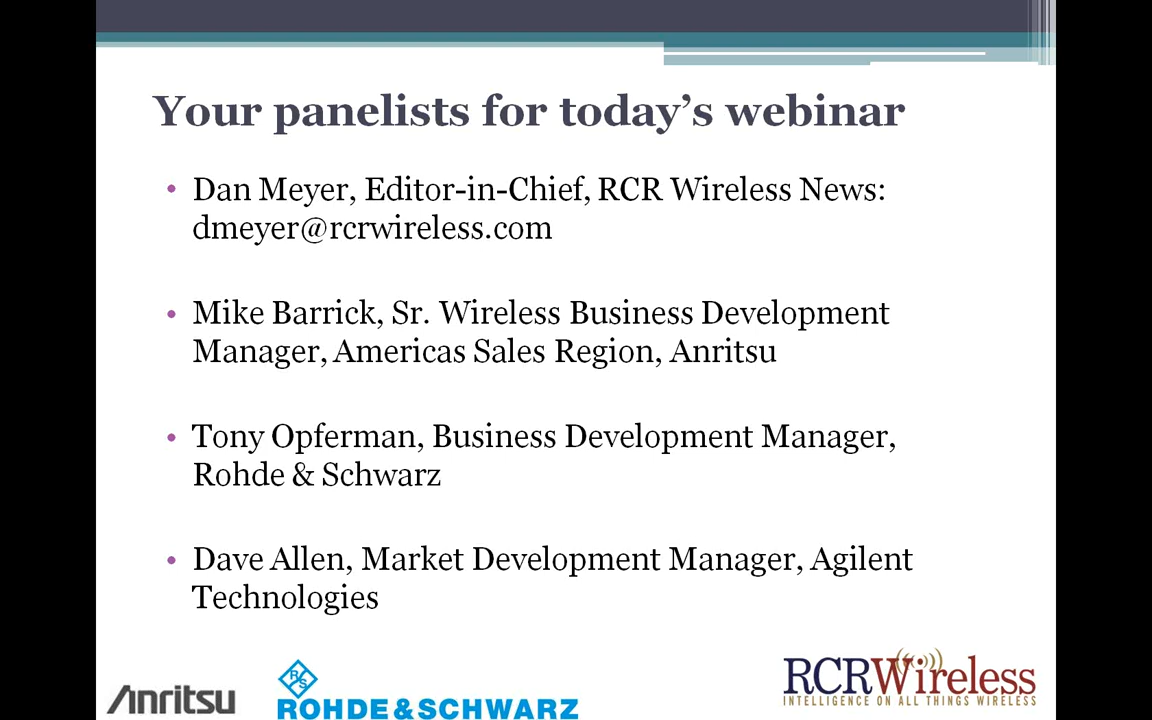 Your panelists for today's webinar
• Dan Meyer, Editor-in-Chief, RCR Wireless News:
dmeyer@rcrwireless.com
• Mike Barrick, Sr. Wireless Business Development
Manager, Americas Sales Region, Anritsu
• Tony Opferman, Business Development Manager,
Rohde & Schwarz
• Dave Allen, Market Development Manager, Agilent
Technologies
Anritsu
R S
ROHDE & SCHWARZ
RCRWireless
INTELLIGENCE ON ALL THINGS WIRELESS